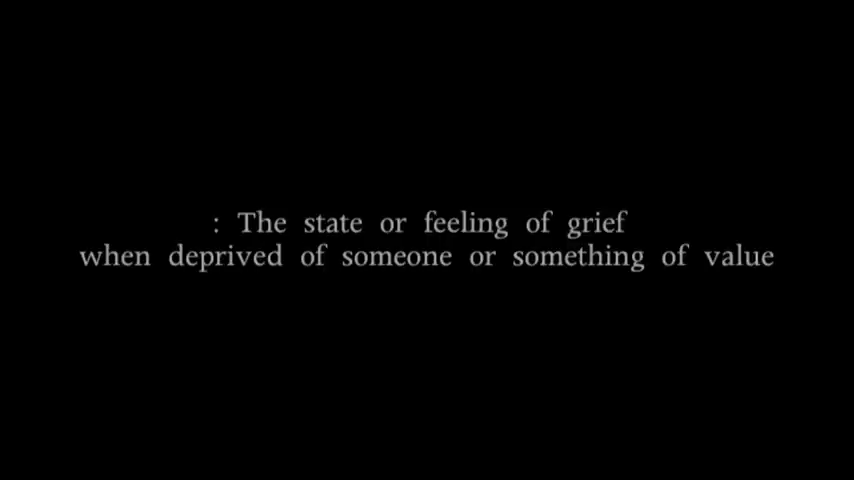 : The state or feeling of grief
when deprived of someone or something of value